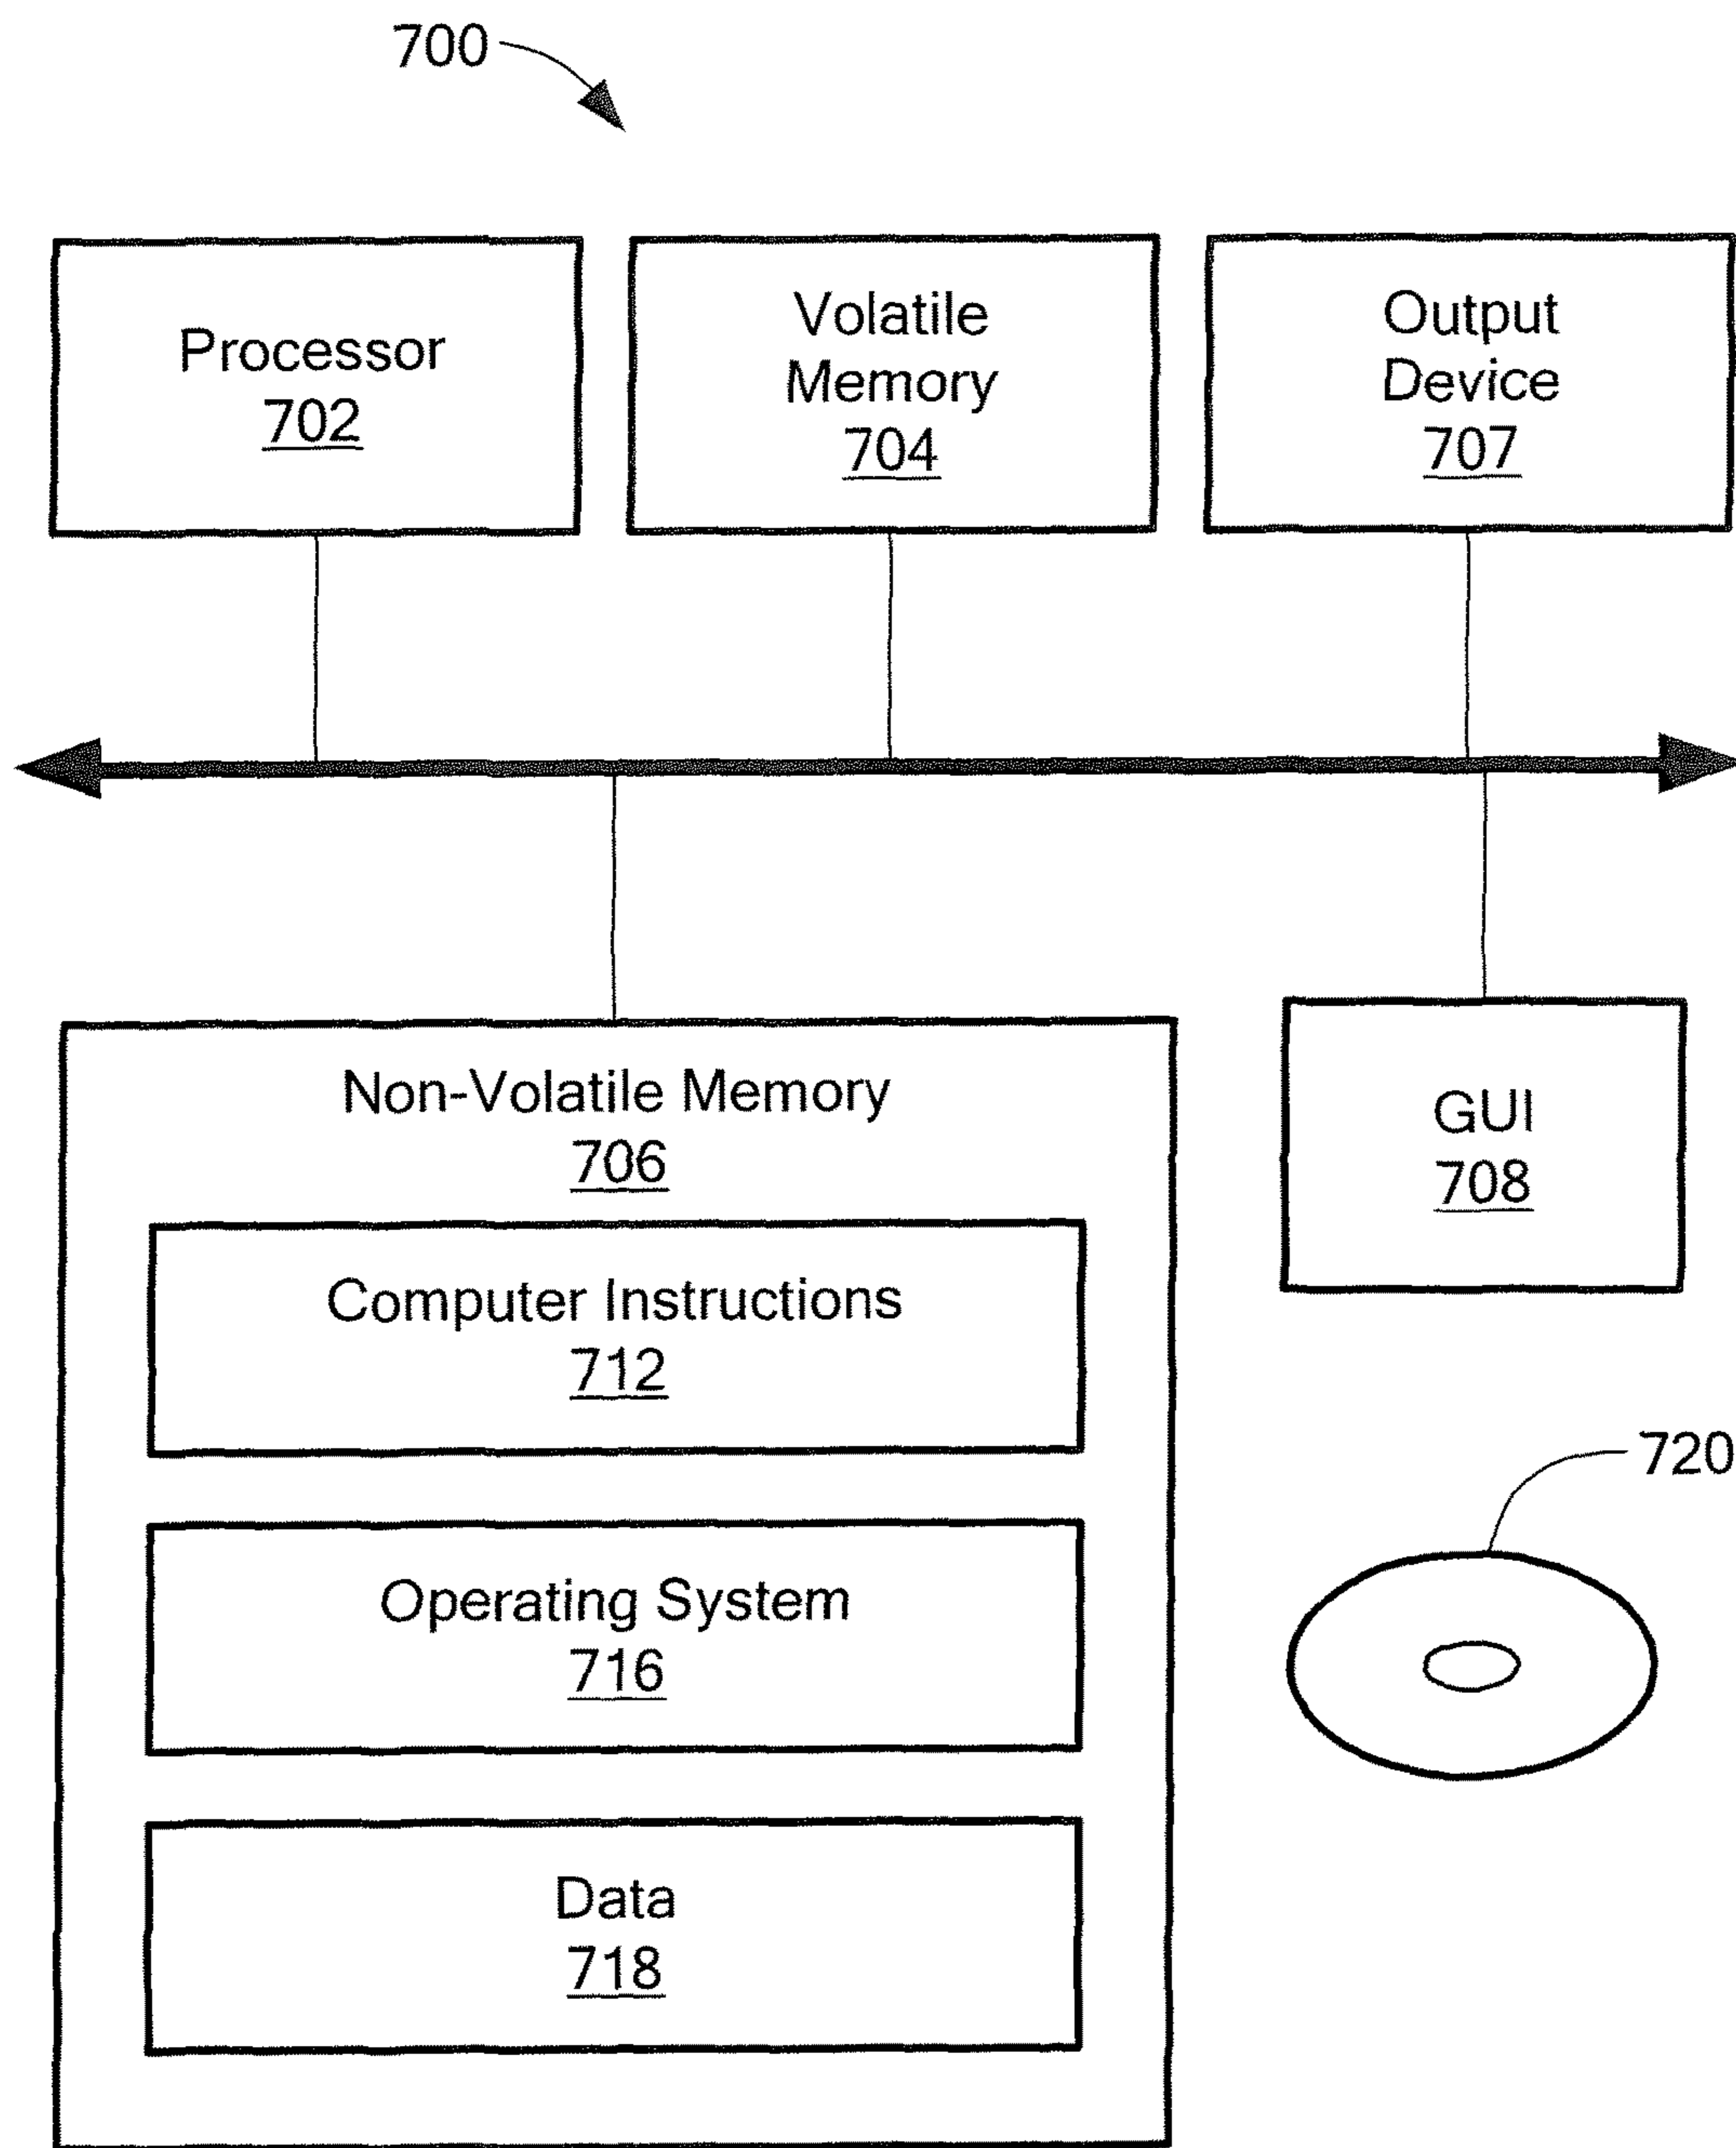 700
Processor
702
Volatile
Memory
704
Output
Device
707
Non-Volatile Memory
706
GUI
708
Computer Instructions
712
720
Operating System
716
Data
718